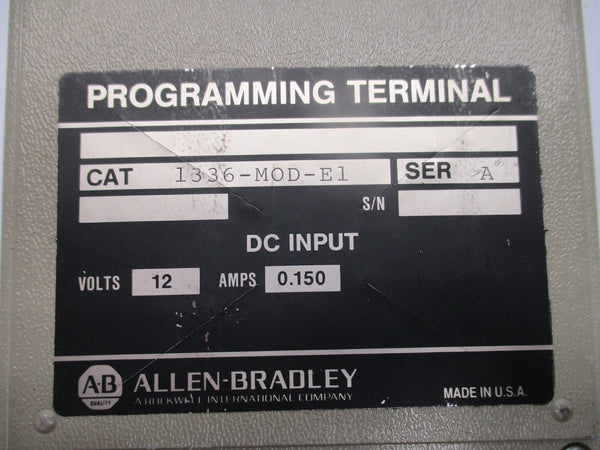 PROGRAMMING TERMINAL
CAT 1336-MOD-E1 SER A
S/N
DC INPUT
VOLTS 12 AMPS 0.150
A-B QUALITY
ALLEN-BRADLEY
A ROCKWELL INTERNATIONAL COMPANY
MADE IN U.S.A.